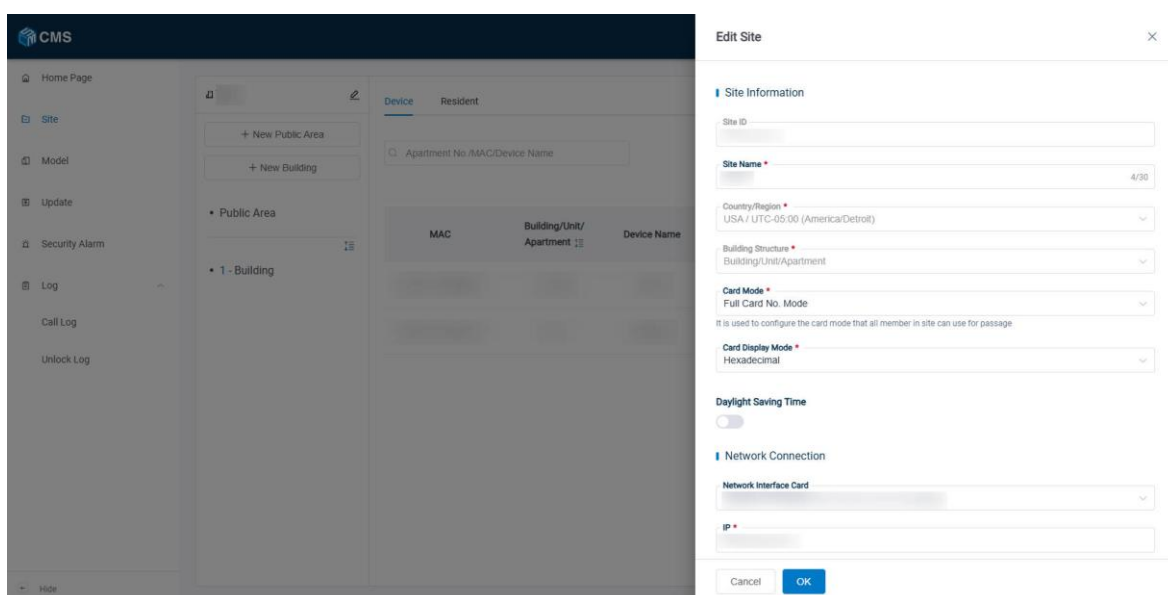 CMS
Home Page
Site
Model
Update
Security Alarm
Log
Call Log
Unlock Log
Hide
+ New Public Area
+ New Building
• Public Area
• 1 - Building
Device Resident
Apartment No./MAC/Device Name
MAC Building/Unit/Apartment Device Name
Edit Site
Site Information
Site ID
Site Name *
4/30
Country/Region *
USA / UTC-05:00 (America/Detroit)
Building Structure *
Building/Unit/Apartment
Card Mode *
Full Card No. Mode
It is used to configure the card mode that all member in site can use for passage
Card Display Mode *
Hexadecimal
Daylight Saving Time
Network Connection
Network Interface Card
IP *
Cancel OK